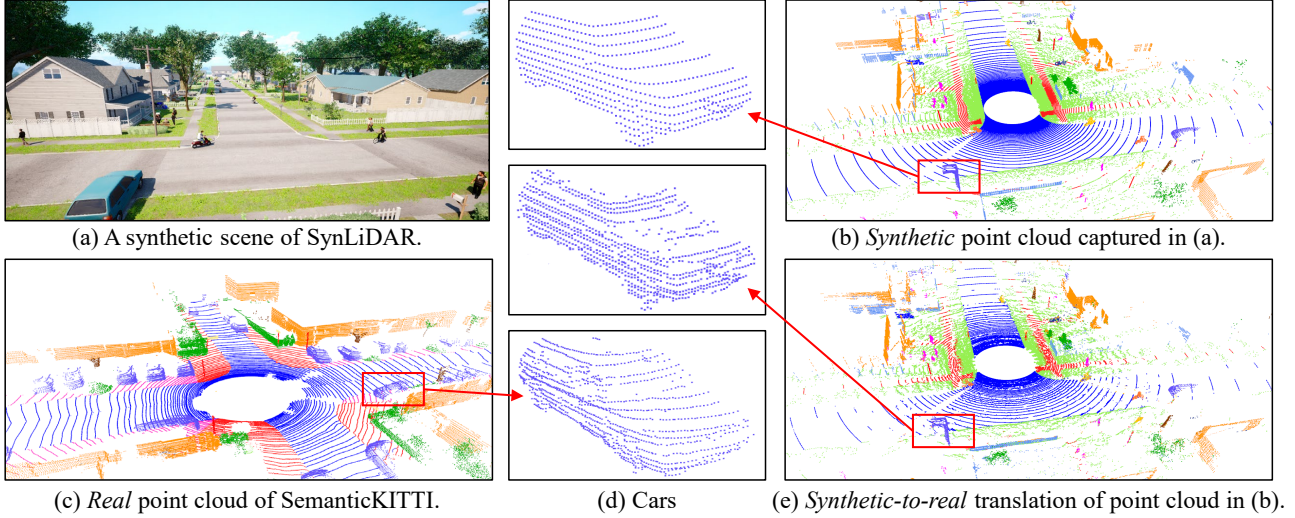 (a) A synthetic scene of SynLiDAR.
(b) Synthetic point cloud captured in (a).
(c) Real point cloud of SemanticKITTI.
(d) Cars
(e) Synthetic-to-real translation of point cloud in (b).